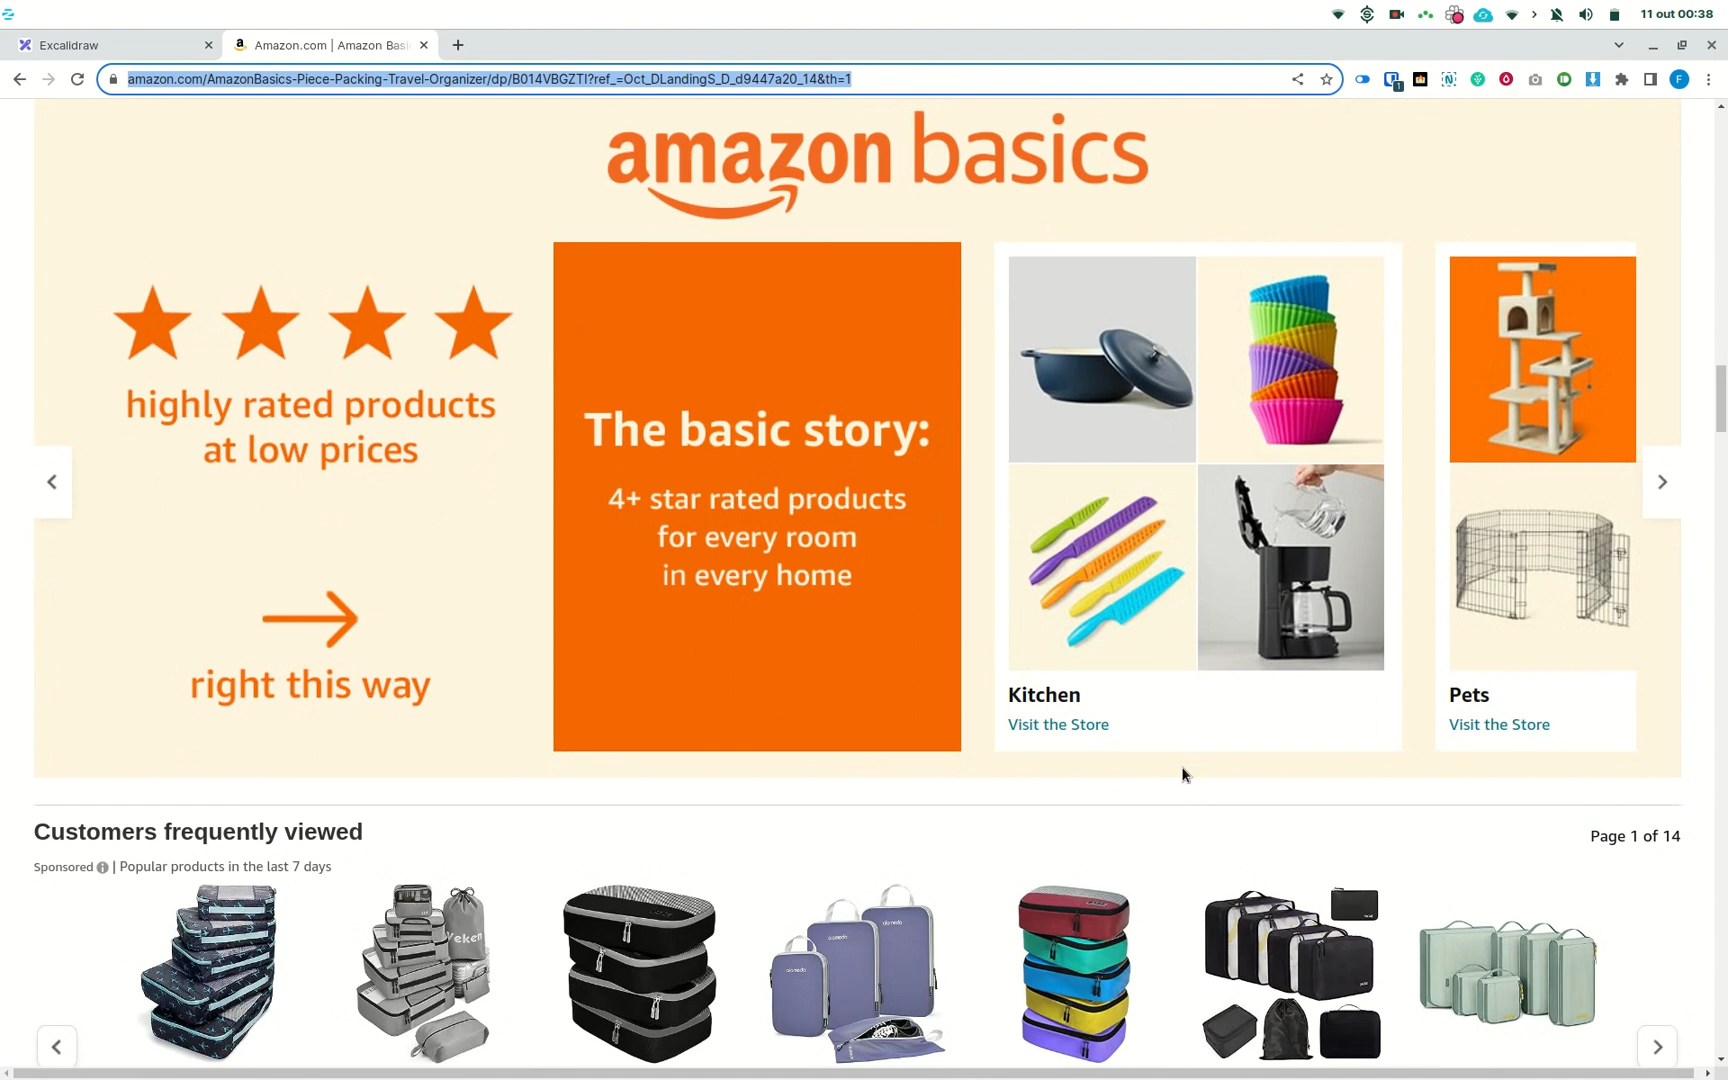 11 out 00:38
Excalidraw
Amazon.com | Amazon Basi
amazon.com/AmazonBasics-Piece-Packing-Travel-Organizer/dp/B014VBGZTI?ref_=Oct_DLandingS_D_d9447a20_14&th=1
1
F
amazon basics
highly rated products
at low prices
right this way
The basic story:
4+ star rated products
for every room
in every home
Kitchen
Visit the Store
Pets
Visit the Store
Customers frequently viewed
Page 1 of 14
Sponsored | Popular products in the last 7 days
Veken